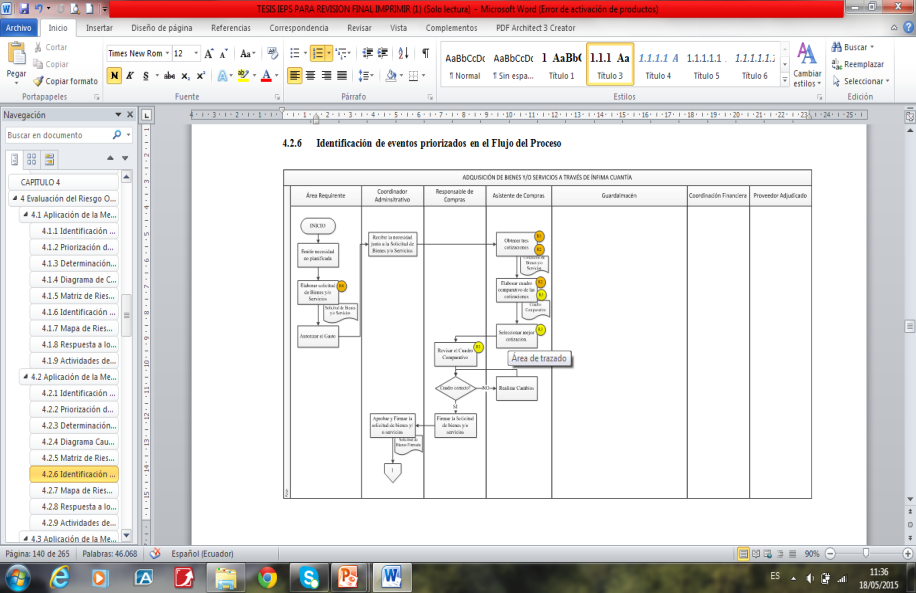 TESIS IEPS PARA REVISION FINAL IMPRIMIR (1) (Solo lectura) - Microsoft Word (Error de activación de productos)
Archivo Inicio Insertar Diseño de página Referencias Correspondencia Revisar Vista Complementos PDF Architect 3 Creator
Pegar
Cortar
Copiar
Copiar formato
Portapapeles
Times New Rom 12
N K S abc x₂ x²
Fuente
Párrafo
AaBbCcDc AaBbCcDc 1 AaBbC 1.1.1 Aa 1.1.1.1 A 1.1.1.1.1. 1.1.1.1.1.
¶ Normal ¶ Sin espa... Título 1 Título 3 Título 4 Título 5 Título 6
Cambiar estilos
Estilos
Buscar
Reemplazar
Seleccionar
Edición
Navegación
Buscar en documento
CAPITULO 4
4 Evaluación del Riesgo O...
4.1 Aplicación de la Me...
4.1.1 Identificación ...
4.1.2 Priorización d...
4.1.3 Determinación...
4.1.4 Diagrama de C...
4.1.5 Matriz de Ries...
4.1.6 Identificación ...
4.1.7 Mapa de Ries...
4.1.8 Respuesta a lo...
4.1.9 Actividades de...
4.2 Aplicación de la Me...
4.2.1 Identificación ...
4.2.2 Priorización d...
4.2.3 Determinación...
4.2.4 Diagrama Cau...
4.2.5 Matriz de Ries...
4.2.6 Identificación ...
4.2.7 Mapa de Ries...
4.2.8 Respuesta a lo...
4.2.9 Actividades de...
4.3 Aplicación de la Me...
4.2.6 Identificación de eventos priorizados en el Flujo del Proceso
ADQUISICIÓN DE BIENES Y/O SERVICIOS A TRAVÉS DE ÍNFIMA CUANTÍA
Área Requirente
Coordinador
Adminsitrativo
Responsable de
Compras
Asistente de Compras
Guardalmacén
Coordinación Financiera
Proveedor Adjudicado
INICIO
Emite necesidad
no planificada
Elaborar solicitud
de Bienes y/o
Servicios
Solicitud de Bienes
y/o Servicios
Autorizar el Gasto
Recibe la necesidad
junto a la Solicitud de
Bienes y/o Servicios
Obtener tres
cotizaciones
Bienes y/o
Servicios
Elaborar cuadro
comparativo de las
cotizaciones
Cuadro
Comparativo
Seleccionar mejor
cotización
Área de trazado
Revisar el Cuadro
Comparativo
Cuadro correcto?
NO
Realizar Cambios
SI
Firmar la Solicitud
de bienes y/o
servicios
Aprobar y Firmar la
solicitud de bienes y/
o servicios
Solicitud de
Bienes Firmada
1
Página: 140 de 265 Palabras: 46.068 Español (Ecuador) 90%
ES 11:36
18/05/2015